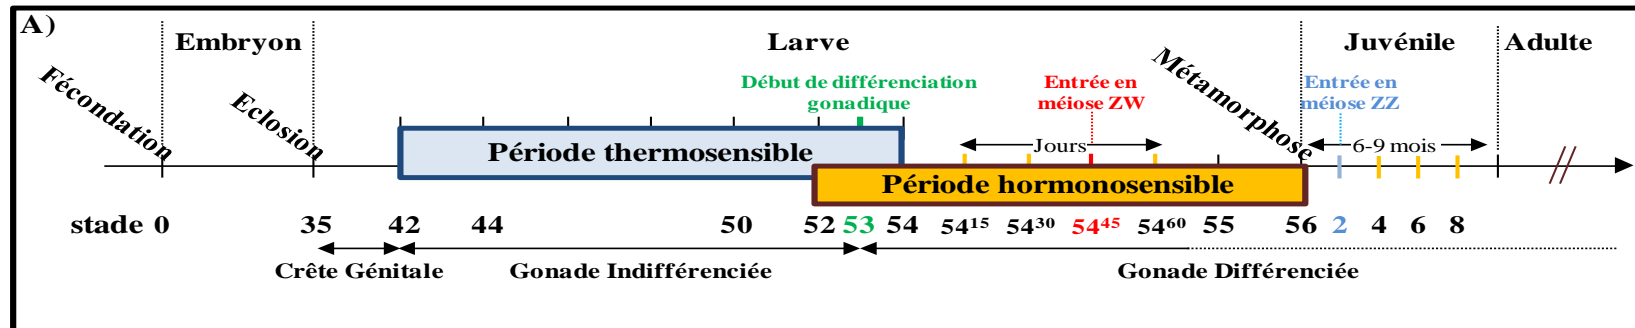 A)
Embryon
Larve
Juvénile
Adulte
Fécondation
Eclosion
Début de différenciation
gonadique
Entrée en
méiose ZW
Métamorphose
Entrée en
méiose ZZ
Période thermosensible
Jours
6-9 mois
Période hormonosensible
stade 0 35 42 44 50 52 53 54 54¹⁵ 54³⁰ 54⁴⁵ 54⁶⁰ 55 56 2 4 6 8
Crête Génitale
Gonade Indifférenciée
Gonade Différenciée